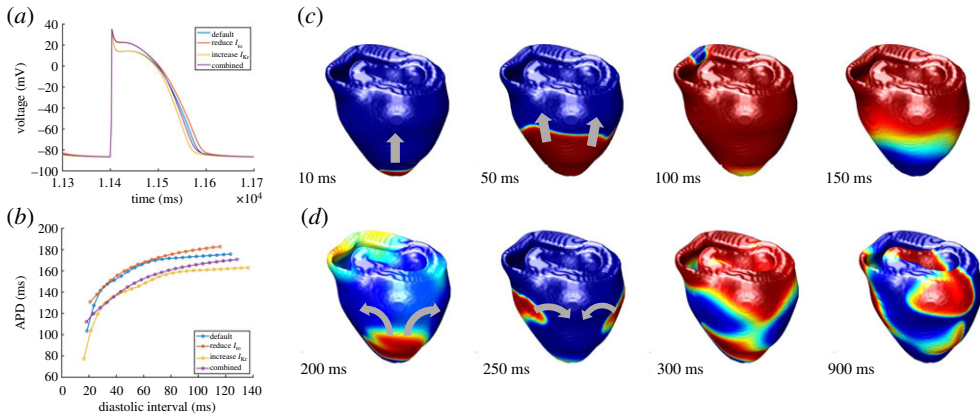 (a)
40
20
0
–20
–40
–60
–80
–100
voltage (mV)
default
reduce Ito
increase IKr
combined
1.13 1.14 1.15 1.16 1.17
×10⁴
time (ms)
(b)
200
180
160
140
120
100
80
60
APD (ms)
default
reduce Ito
increase IKr
combined
0 20 40 60 80 100 120 140
diastolic interval (ms)
(c)
10 ms 50 ms 100 ms 150 ms
(d)
200 ms 250 ms 300 ms 900 ms